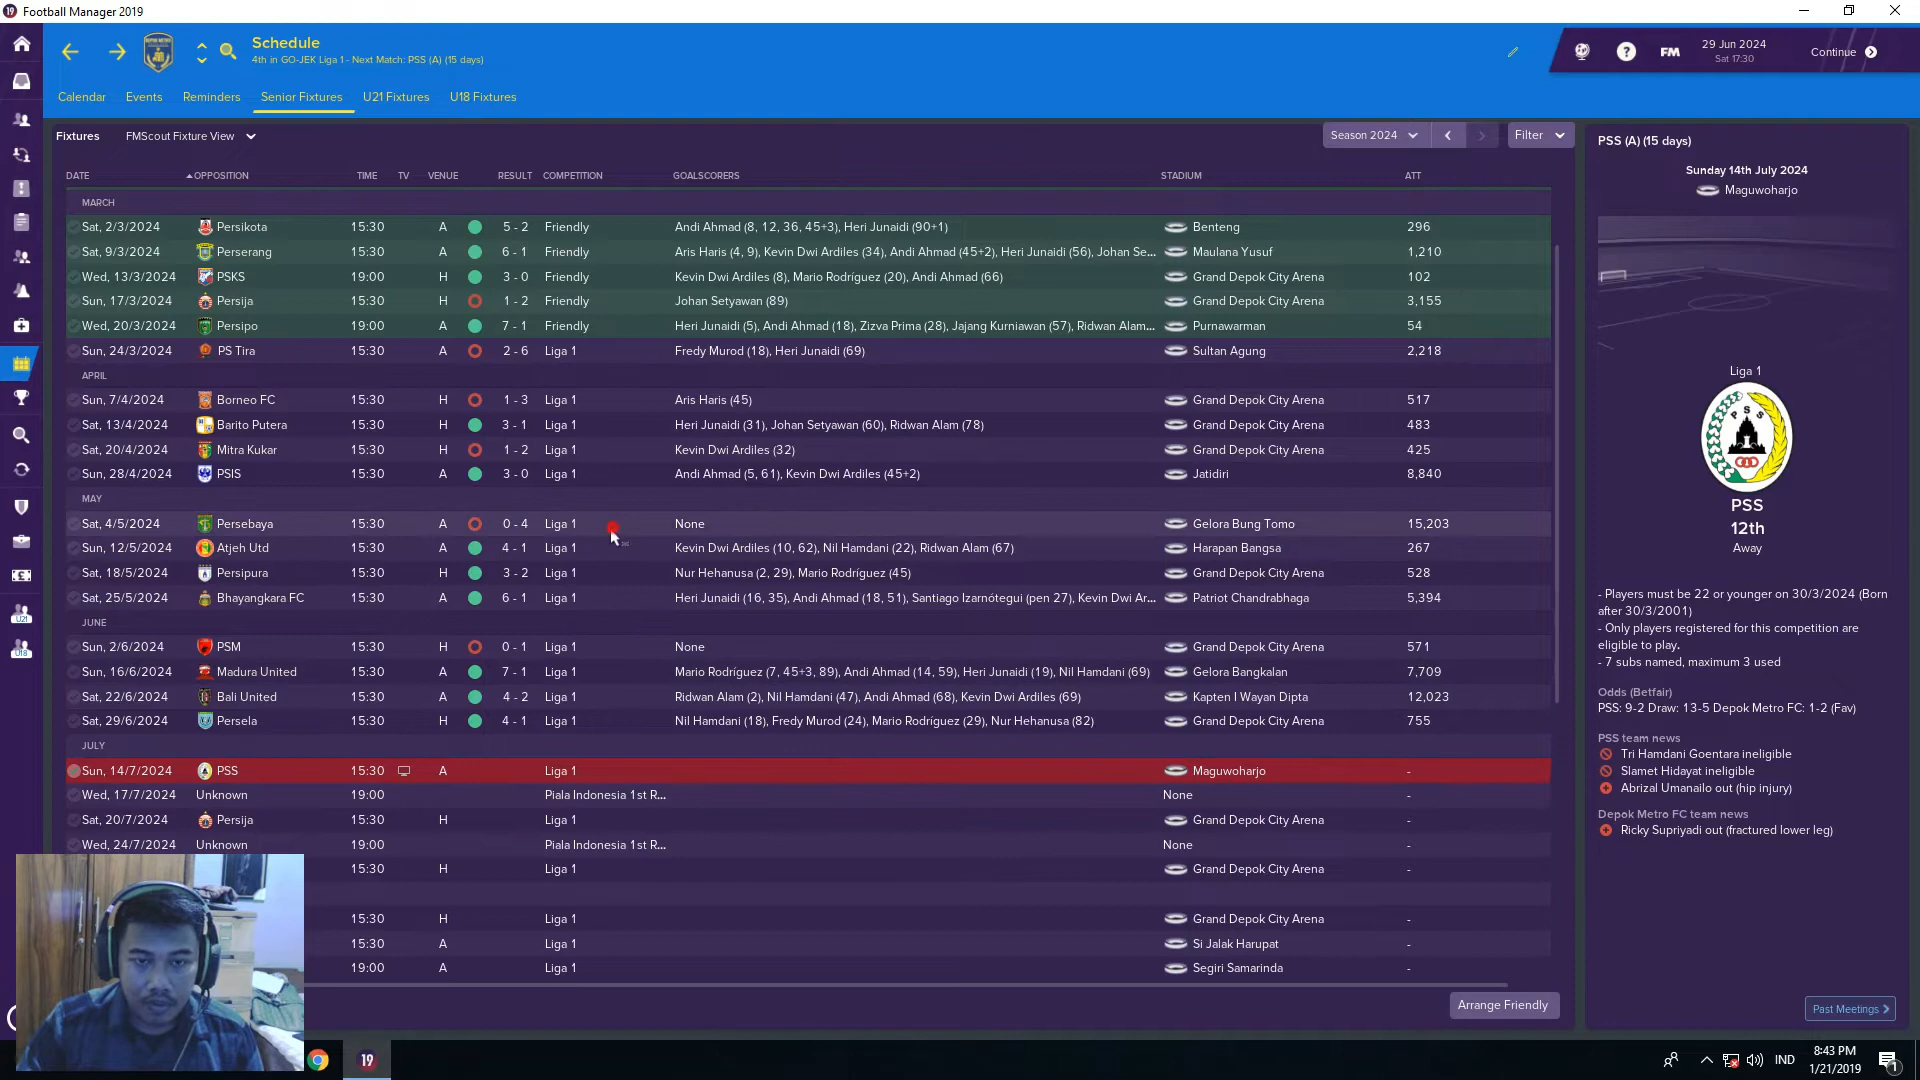 Football Manager 2019
Schedule
4th in GO-JEK Liga 1 - Next Match: PSS (A) (15 days)
FM
29 Jun 2024
Sat 17:30
Continue
Calendar Events Reminders Senior Fixtures U21 Fixtures U18 Fixtures
Fixtures FMScout Fixture View Season 2024 Filter
DATE OPPOSITION TIME TV VENUE RESULT COMPETITION GOALSCORERS STADIUM ATT
MARCH
Sat, 2/3/2024 Persikota 15:30 A 5 - 2 Friendly Andi Ahmad (8, 12, 36, 45+3), Heri Junaidi (90+1) Benteng 296
Sat, 9/3/2024 Perserang 15:30 A 6 - 1 Friendly Aris Haris (4, 9), Kevin Dwi Ardiles (34), Andi Ahmad (45+2), Heri Junaidi (56), Johan Se... Maulana Yusuf 1,210
Wed, 13/3/2024 PSKS 19:00 H 3 - 0 Friendly Kevin Dwi Ardiles (8), Mario Rodríguez (20), Andi Ahmad (66) Grand Depok City Arena 102
Sun, 17/3/2024 Persija 15:30 H 1 - 2 Friendly Johan Setyawan (89) Grand Depok City Arena 3,155
Wed, 20/3/2024 Persipo 19:00 A 7 - 1 Friendly Heri Junaidi (5), Andi Ahmad (18), Zizva Prima (28), Jajang Kurniawan (57), Ridwan Alam... Purnawarman 54
Sun, 24/3/2024 PS Tira 15:30 A 2 - 6 Liga 1 Fredy Murod (18), Heri Junaidi (69) Sultan Agung 2,218
APRIL
Sun, 7/4/2024 Borneo FC 15:30 H 1 - 3 Liga 1 Aris Haris (45) Grand Depok City Arena 517
Sat, 13/4/2024 Barito Putera 15:30 H 3 - 1 Liga 1 Heri Junaidi (31), Johan Setyawan (60), Ridwan Alam (78) Grand Depok City Arena 483
Sat, 20/4/2024 Mitra Kukar 15:30 H 1 - 2 Liga 1 Kevin Dwi Ardiles (32) Grand Depok City Arena 425
Sun, 28/4/2024 PSIS 15:30 A 3 - 0 Liga 1 Andi Ahmad (5, 61), Kevin Dwi Ardiles (45+2) Jatidiri 8,840
MAY
Sat, 4/5/2024 Persebaya 15:30 A 0 - 4 Liga 1 None Gelora Bung Tomo 15,203
Sun, 12/5/2024 Atjeh Utd 15:30 A 4 - 1 Liga 1 Kevin Dwi Ardiles (10, 62), Nil Hamdani (22), Ridwan Alam (67) Harapan Bangsa 267
Sat, 18/5/2024 Persipura 15:30 H 3 - 2 Liga 1 Nur Hehanusa (2, 29), Mario Rodríguez (45) Grand Depok City Arena 528
Sat, 25/5/2024 Bhayangkara FC 15:30 A 6 - 1 Liga 1 Heri Junaidi (16, 35), Andi Ahmad (18, 51), Santiago Izarnótegui (pen 27), Kevin Dwi Ar... Patriot Chandrabhaga 5,394
JUNE
Sun, 2/6/2024 PSM 15:30 H 0 - 1 Liga 1 None Grand Depok City Arena 571
Sun, 16/6/2024 Madura United 15:30 A 7 - 1 Liga 1 Mario Rodríguez (7, 45+3, 89), Andi Ahmad (14, 59), Heri Junaidi (19), Nil Hamdani (69) Gelora Bangkalan 7,709
Sat, 22/6/2024 Bali United 15:30 A 4 - 2 Liga 1 Ridwan Alam (2), Nil Hamdani (47), Andi Ahmad (68), Kevin Dwi Ardiles (69) Kapten I Wayan Dipta 12,023
Sat, 29/6/2024 Persela 15:30 H 4 - 1 Liga 1 Nil Hamdani (18), Fredy Murod (24), Mario Rodríguez (29), Nur Hehanusa (82) Grand Depok City Arena 755
JULY
Sun, 14/7/2024 PSS 15:30 A Liga 1 Maguwoharjo -
Wed, 17/7/2024 Unknown 19:00 Piala Indonesia 1st R... None -
Sat, 20/7/2024 Persija 15:30 H Liga 1 Grand Depok City Arena -
Wed, 24/7/2024 Unknown 19:00 Piala Indonesia 1st R... None -
15:30 H Liga 1 Grand Depok City Arena -
15:30 H Liga 1 Grand Depok City Arena -
15:30 A Liga 1 Si Jalak Harupat -
19:00 A Liga 1 Segiri Samarinda -
Arrange Friendly
PSS (A) (15 days)
Sunday 14th July 2024
Maguwoharjo
Liga 1
PSS
PSS
12th
Away
- Players must be 22 or younger on 30/3/2024 (Born
after 30/3/2001)
- Only players registered for this competition are
eligible to play.
- 7 subs named, maximum 3 used
Odds (Betfair)
PSS: 9-2 Draw: 13-5 Depok Metro FC: 1-2 (Fav)
PSS team news
Tri Hamdani Goentara ineligible
Slamet Hidayat ineligible
Abrizal Umanailo out (hip injury)
Depok Metro FC team news
Ricky Supriyadi out (fractured lower leg)
Past Meetings
U21
U18
19
IND
8:43 PM
1/21/2019
1